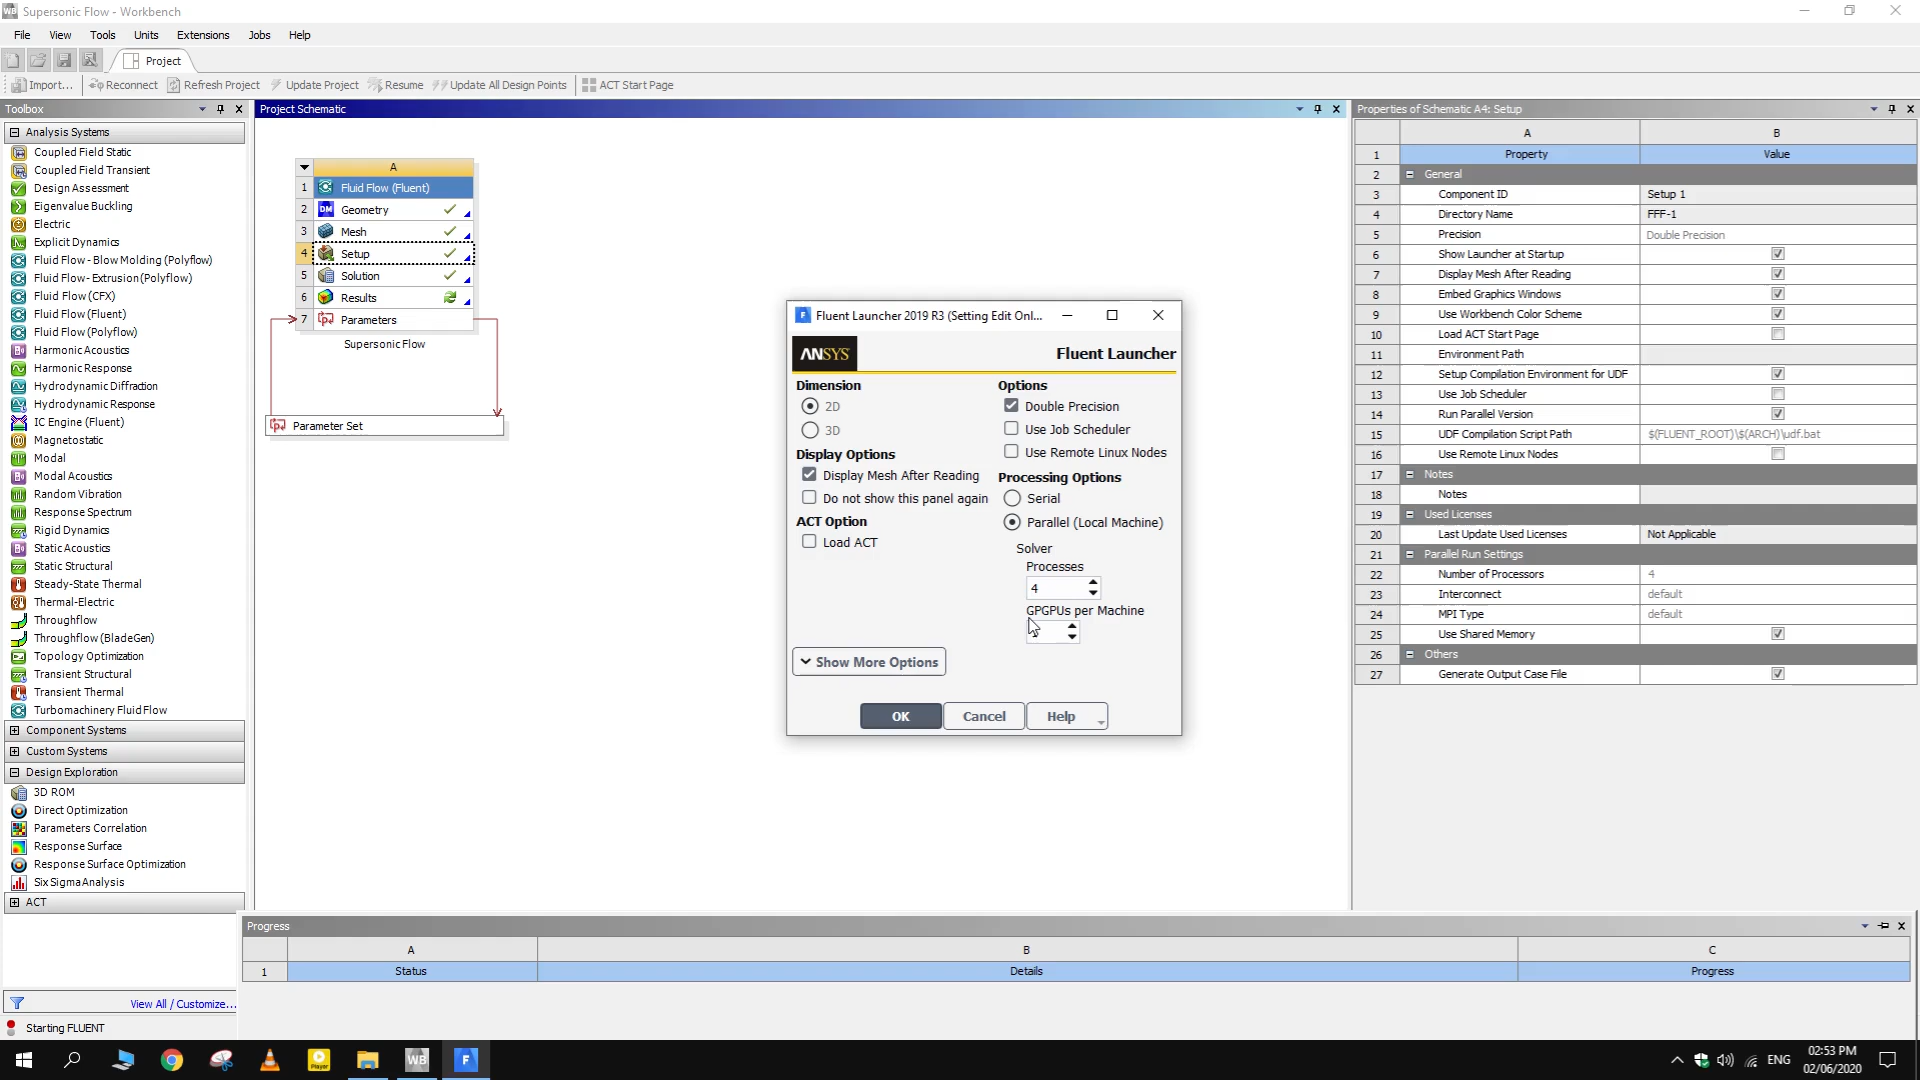 Supersonic Flow - Workbench
File View Tools Units Extensions Jobs Help
Project
Import... Reconnect Refresh Project Update Project Resume Update All Design Points ACT Start Page
Toolbox
Analysis Systems
Coupled Field Static
Coupled Field Transient
Design Assessment
Eigenvalue Buckling
Electric
Explicit Dynamics
Fluid Flow - Blow Molding (Polyflow)
Fluid Flow- Extrusion (Polyflow)
Fluid Flow (CFX)
Fluid Flow (Fluent)
Fluid Flow (Polyflow)
Harmonic Acoustics
Harmonic Response
Hydrodynamic Diffraction
Hydrodynamic Response
IC Engine (Fluent)
Magnetostatic
Modal
Modal Acoustics
Random Vibration
Response Spectrum
Rigid Dynamics
Static Acoustics
Static Structural
Steady-State Thermal
Thermal-Electric
Throughflow
Throughflow (BladeGen)
Topology Optimization
Transient Structural
Transient Thermal
Turbomachinery Fluid Flow
Component Systems
Custom Systems
Design Exploration
3D ROM
Direct Optimization
Parameters Correlation
Response Surface
Response Surface Optimization
Six Sigma Analysis
ACT
View All / Customize...
Starting FLUENT
Project Schematic
A
1 Fluid Flow (Fluent)
2 DM Geometry
3 Mesh
4 Setup
5 Solution
6 Results
7 Parameters
Supersonic Flow
Parameter Set
Fluent Launcher 2019 R3 (Setting Edit Onl...
ANSYS Fluent Launcher
Dimension
2D
3D
Display Options
Display Mesh After Reading
Do not show this panel again
ACT Option
Load ACT
Options
Double Precision
Use Job Scheduler
Use Remote Linux Nodes
Processing Options
Serial
Parallel (Local Machine)
Solver
Processes
4
GPGPUs per Machine
Show More Options
OK Cancel Help
Properties of Schematic A4: Setup
A B
1 Property Value
2 General
3 Component ID Setup 1
4 Directory Name FFF-1
5 Precision Double Precision
6 Show Launcher at Startup
7 Display Mesh After Reading
8 Embed Graphics Windows
9 Use Workbench Color Scheme
10 Load ACT Start Page
11 Environment Path
12 Setup Compilation Environment for UDF
13 Use Job Scheduler
14 Run Parallel Version
15 UDF Compilation Script Path $(FLUENT_ROOT)\$(ARCH)\udf.bat
16 Use Remote Linux Nodes
17 Notes
18 Notes
19 Used Licenses
20 Last Update Used Licenses Not Applicable
21 Parallel Run Settings
22 Number of Processors 4
23 Interconnect default
24 MPI Type default
25 Use Shared Memory
26 Others
27 Generate Output Case File
Progress
A B C
1 Status Details Progress
ENG
02:53 PM
02/06/2020